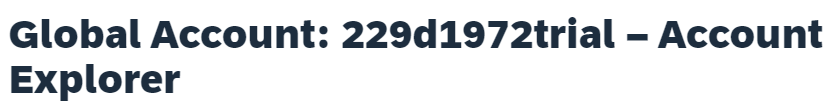 Global Account: 229d1972trial – Account
Explorer